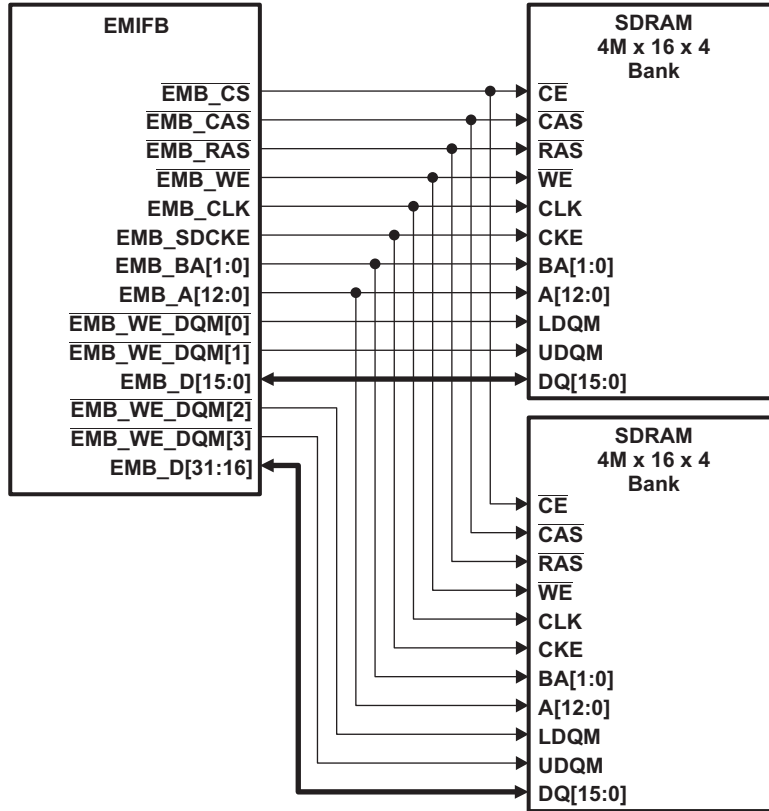 EMIFB
EMB_CS
EMB_CAS
EMB_RAS
EMB_WE
EMB_CLK
EMB_SDCKE
EMB_BA[1:0]
EMB_A[12:0]
EMB_WE_DQM[0]
EMB_WE_DQM[1]
EMB_D[15:0]
EMB_WE_DQM[2]
EMB_WE_DQM[3]
EMB_D[31:16]
SDRAM
4M x 16 x 4
Bank
CE
CAS
RAS
WE
CLK
CKE
BA[1:0]
A[12:0]
LDQM
UDQM
DQ[15:0]
SDRAM
4M x 16 x 4
Bank
CE
CAS
RAS
WE
CLK
CKE
BA[1:0]
A[12:0]
LDQM
UDQM
DQ[15:0]